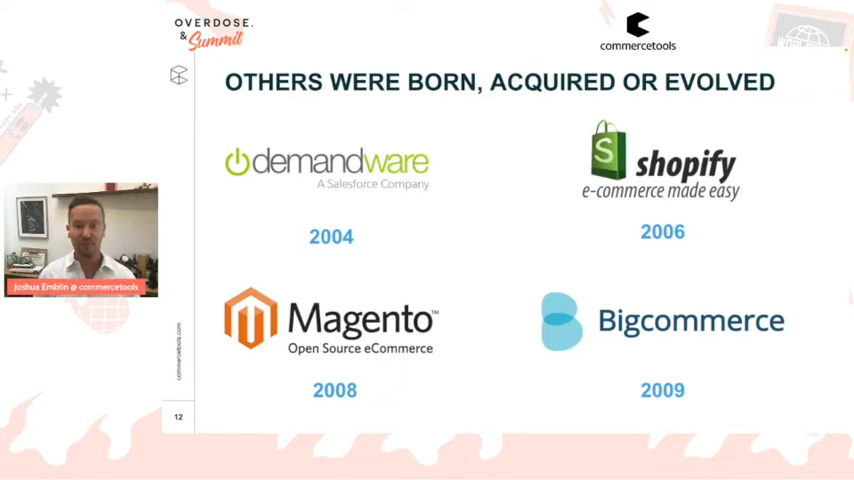 OVERDOSE.
& Summit
commercetools
OTHERS WERE BORN, ACQUIRED OR EVOLVED
demandware
A Salesforce Company
2004
S
shopify
e-commerce made easy
2006
Joshua Emblin @ commercetools
Magento™
Open Source eCommerce
2008
Bigcommerce
2009
commercetools.com
12